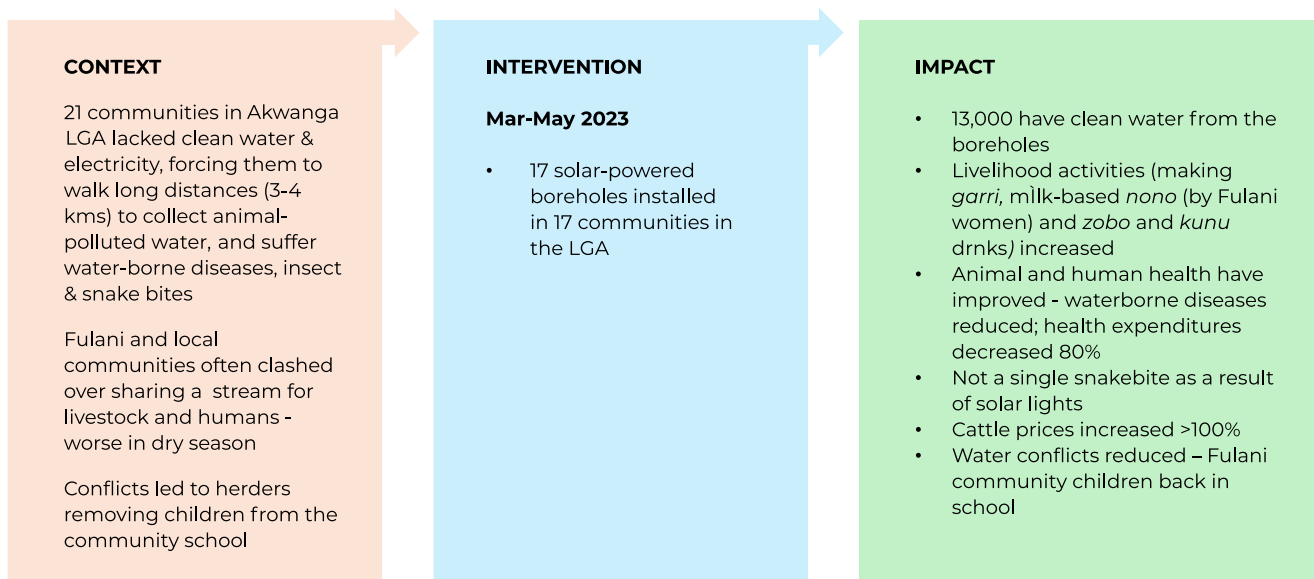 CONTEXT
21 communities in Akwanga
LGA lacked clean water &
electricity, forcing them to
walk long distances (3-4
kms) to collect animal-
polluted water, and suffer
water-borne diseases, insect
& snake bites
Fulani and local
communities often clashed
over sharing a stream for
livestock and humans -
worse in dry season
Conflicts led to herders
removing children from the
community school
INTERVENTION
Mar-May 2023
• 17 solar-powered
boreholes installed
in 17 communities in
the LGA
IMPACT
• 13,000 have clean water from the
boreholes
• Livelihood activities (making
garri, mÌlk-based nono (by Fulani
women) and zobo and kunu
drnks) increased
• Animal and human health have
improved - waterborne diseases
reduced; health expenditures
decreased 80%
• Not a single snakebite as a result
of solar lights
• Cattle prices increased >100%
• Water conflicts reduced – Fulani
community children back in
school